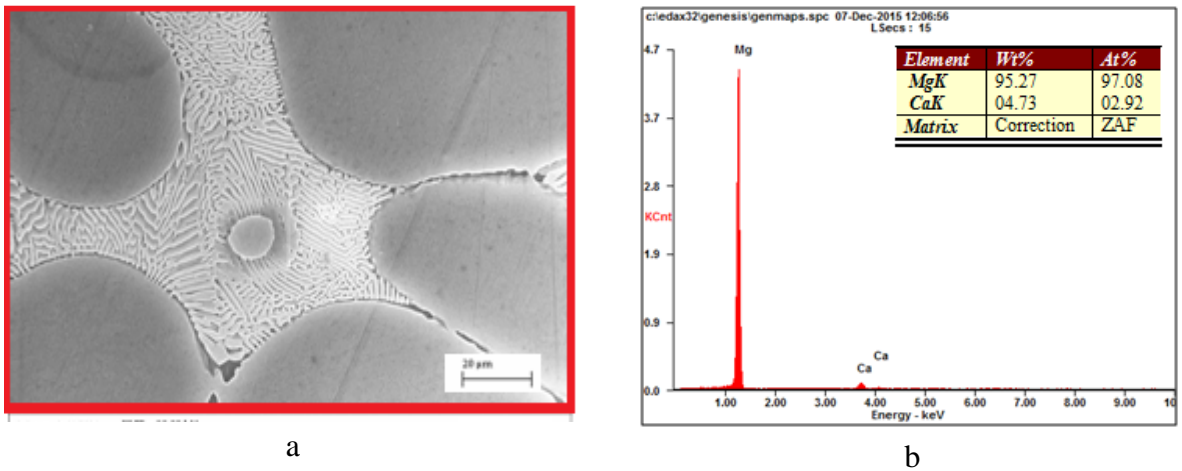 20 µm
a
c:\edax32\genesis\genmaps.spc 07-Dec-2015 12:06:56
LSecs : 15
4.7
3.7
2.8
KCnt
1.9
0.9
0.0
Mg
Ca
Ca
Element Wt% At%
MgK 95.27 97.08
CaK 04.73 02.92
Matrix Correction ZAF
1.00 2.00 3.00 4.00 5.00 6.00 7.00 8.00 9.00 10
Energy - keV
b